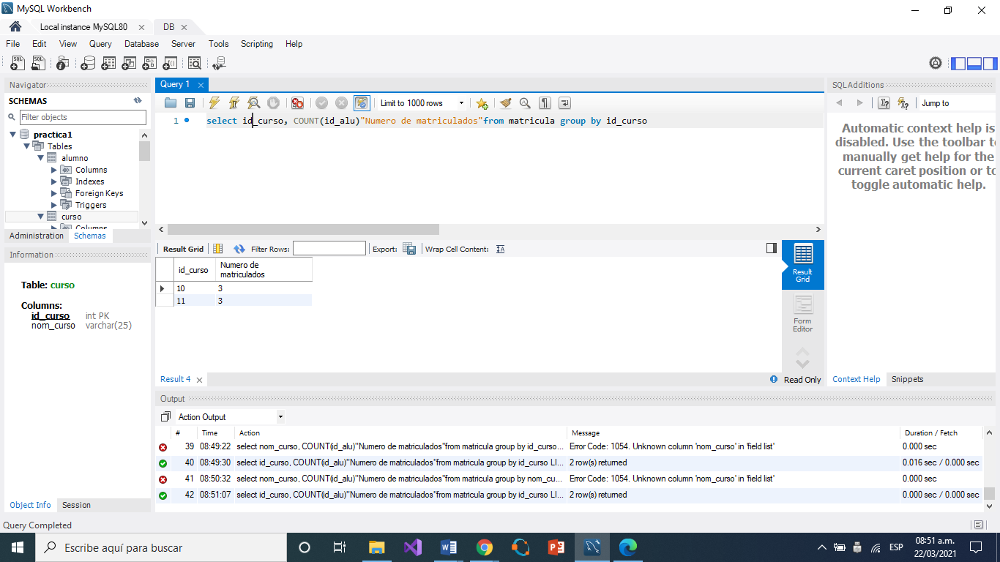 MySQL Workbench
Local instance MySQL80
DB
File Edit View Query Database Server Tools Scripting Help
Navigator
SCHEMAS
Filter objects
practica1
Tables
alumno
Columns
Indexes
Foreign Keys
Triggers
curso
Columns
Administration Schemas
Information
Table: curso
Columns:
id_curso int PK
nom_curso varchar(25)
Object Info Session
Query 1
Limit to 1000 rows
1 select id_curso, COUNT(id_alu)"Numero de matriculados"from matricula group by id_curso
Result Grid Filter Rows: Export: Wrap Cell Content:
id_curso Numero de
matriculados
10 3
11 3
Result
Grid
Form
Editor
Result 4
Read Only
SQLAdditions
Jump to
Automatic context help is
disabled. Use the toolbar to
manually get help for the
current caret position or to
toggle automatic help.
Context Help Snippets
Output
Action Output
# Time Action Message Duration / Fetch
39 08:49:22 select nom_curso, COUNT(id_alu)"Numero de matriculados"from matricula group by id_curso... Error Code: 1054. Unknown column 'nom_curso' in 'field list' 0.000 sec
40 08:49:30 select id_curso, COUNT(id_alu)"Numero de matriculados"from matricula group by id_curso LI... 2 row(s) returned 0.016 sec / 0.000 sec
41 08:50:32 select nom_curso, COUNT(id_alu)"Numero de matriculados"from matricula group by nom_cu... Error Code: 1054. Unknown column 'nom_curso' in 'field list' 0.000 sec
42 08:51:07 select id_curso, COUNT(id_alu)"Numero de matriculados"from matricula group by id_curso LI... 2 row(s) returned 0.000 sec / 0.000 sec
Query Completed
Escribe aquí para buscar
ESP
08:51 a.m.
22/03/2021